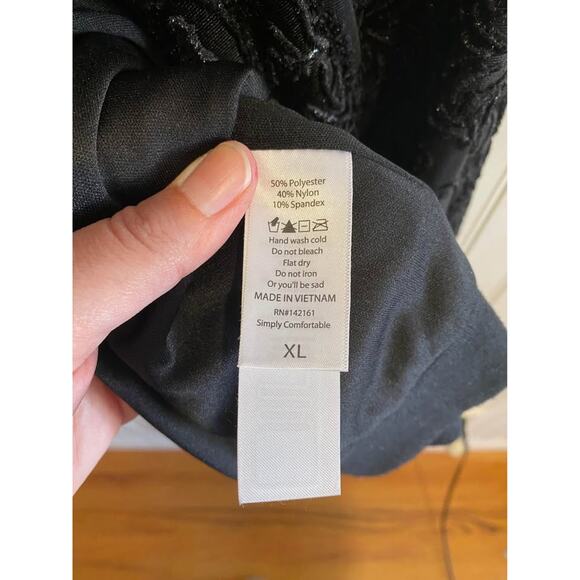 50% Polyester
40% Nylon
10% Spandex
Hand wash cold
Do not bleach
Flat dry
Do not iron
Or you'll be sad
MADE IN VIETNAM
RN#142161
Simply Comfortable
XL